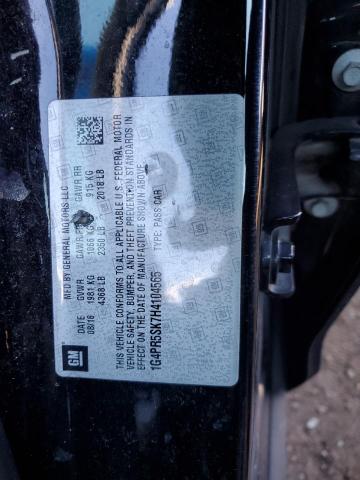 GM
MFD BY GENERAL MOTORS LLC
DATE GVWR GAWR FRT GAWR RR
08/16 1981 KG 1066 KG 915 KG
4368 LB 2350 LB 2018 LB
THIS VEHICLE CONFORMS TO ALL APPLICABLE U.S. FEDERAL MOTOR
VEHICLE SAFETY, BUMPER, AND THEFT PREVENTION STANDARDS IN
EFFECT ON THE DATE OF MANUFACTURE SHOWN ABOVE.
1G4PR5SK7H4104565 TYPE: PASS CAR